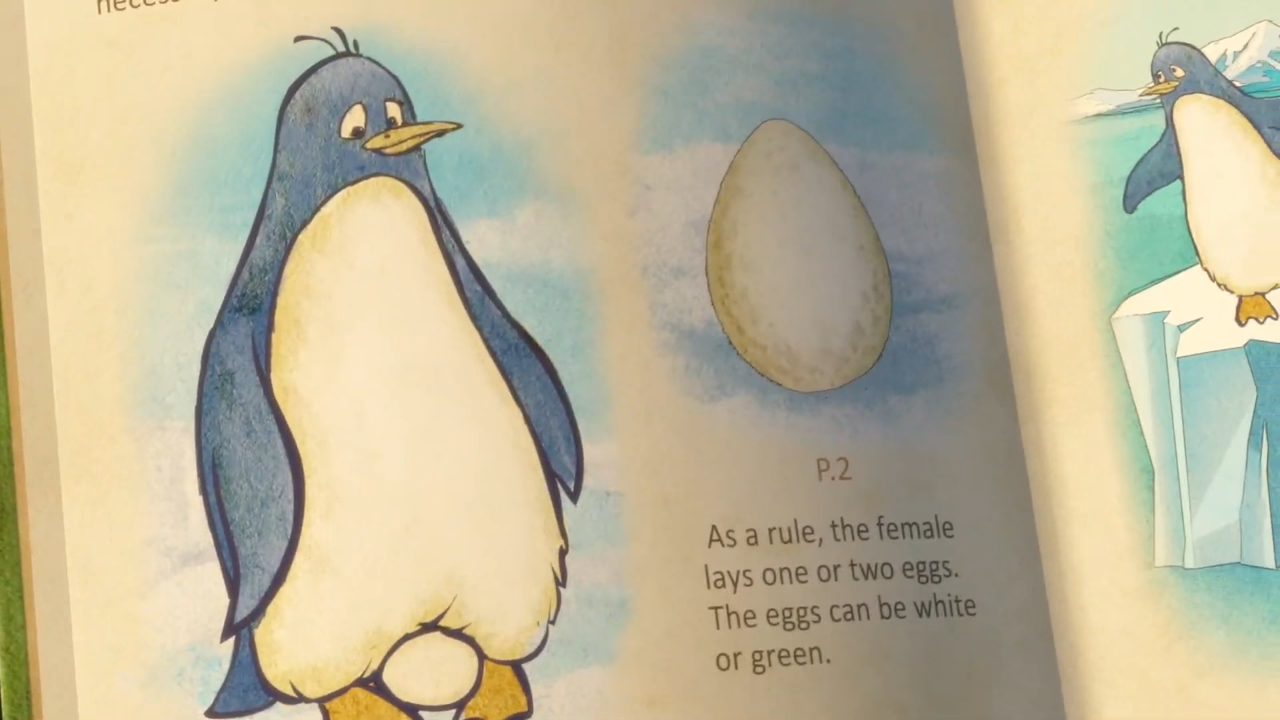 P.2
As a rule, the female
lays one or two eggs.
The eggs can be white
or green.